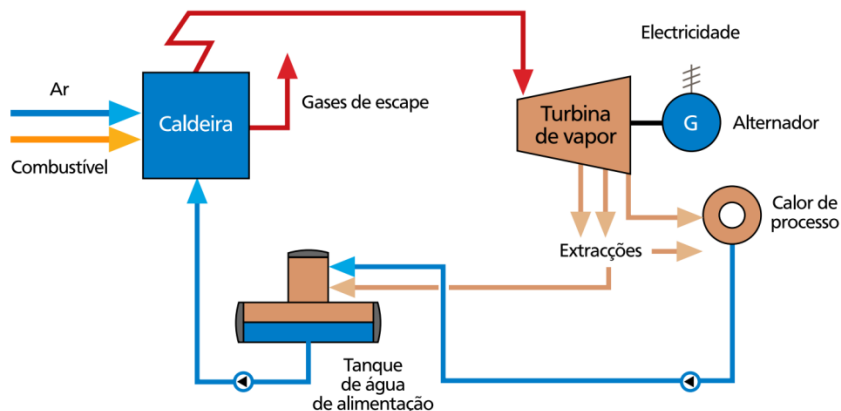 Electricidade
Ar
Gases de escape
Caldeira
Turbina
de vapor
G
Alternador
Combustível
Calor de
processo
Extracções
Tanque
de água
de alimentação